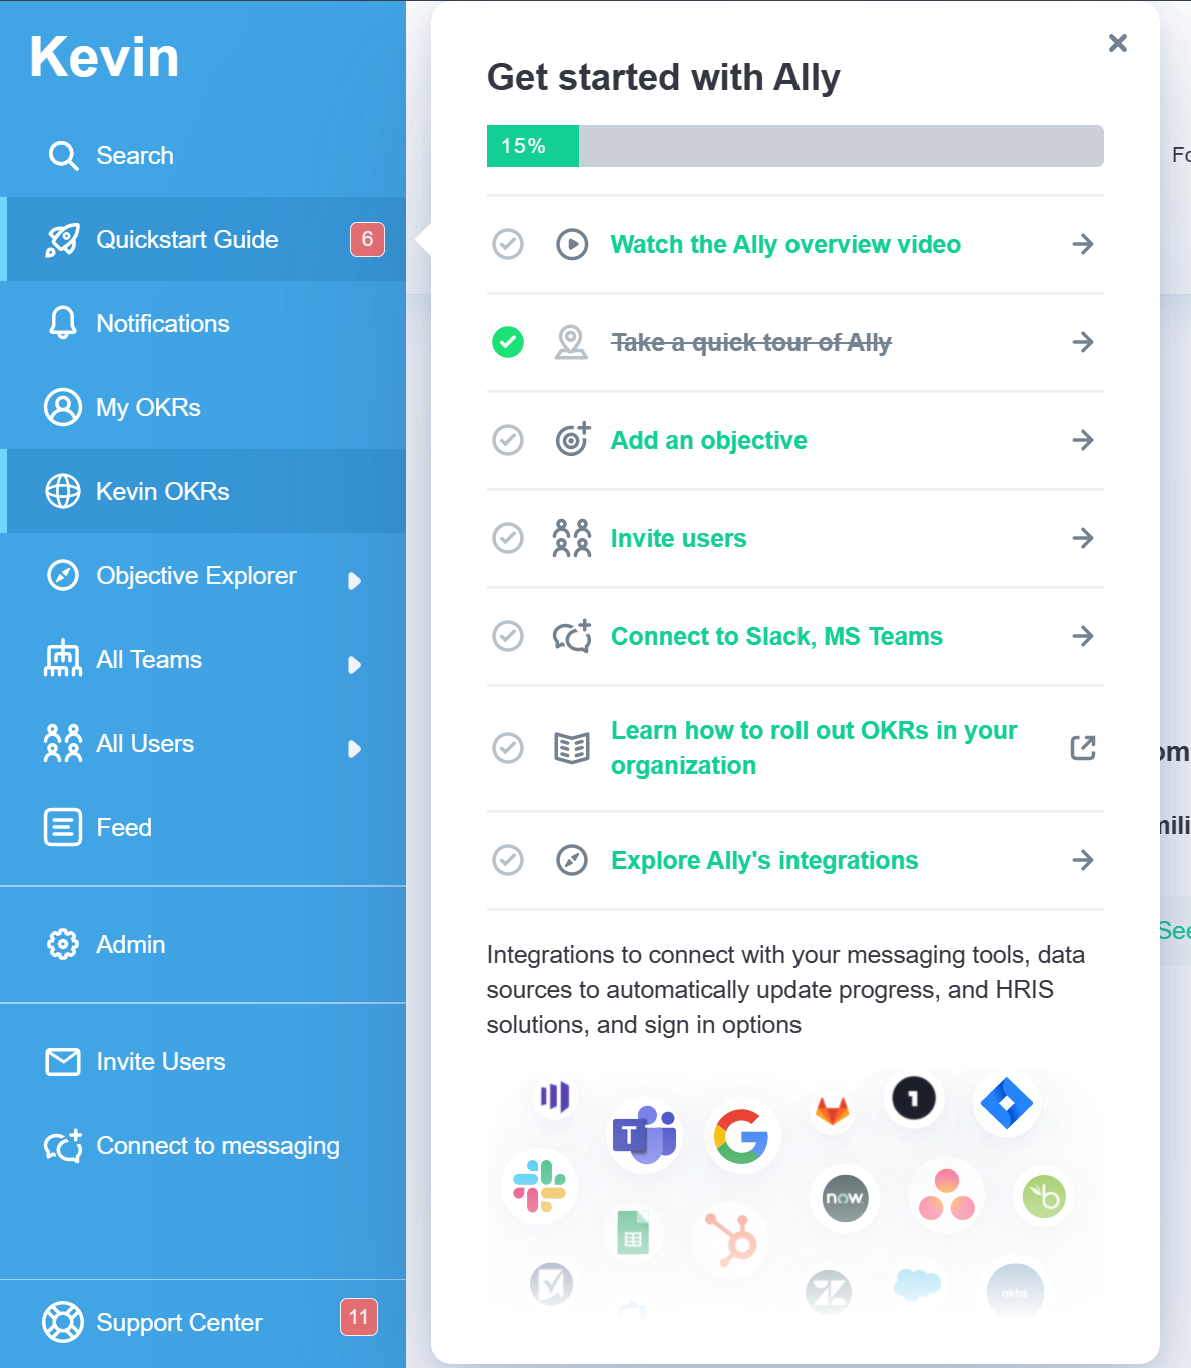 Kevin
Search
Quickstart Guide
6
Notifications
My OKRs
Kevin OKRs
Objective Explorer
All Teams
All Users
Feed
Admin
Invite Users
Connect to messaging
Support Center
11
Get started with Ally
15%
Watch the Ally overview video
Take a quick tour of Ally
Add an objective
Invite users
Connect to Slack, MS Teams
Learn how to roll out OKRs in your
organization
Explore Ally's integrations
Integrations to connect with your messaging tools, data
sources to automatically update progress, and HRIS
solutions, and sign in options
T
1
now
b
okta
See